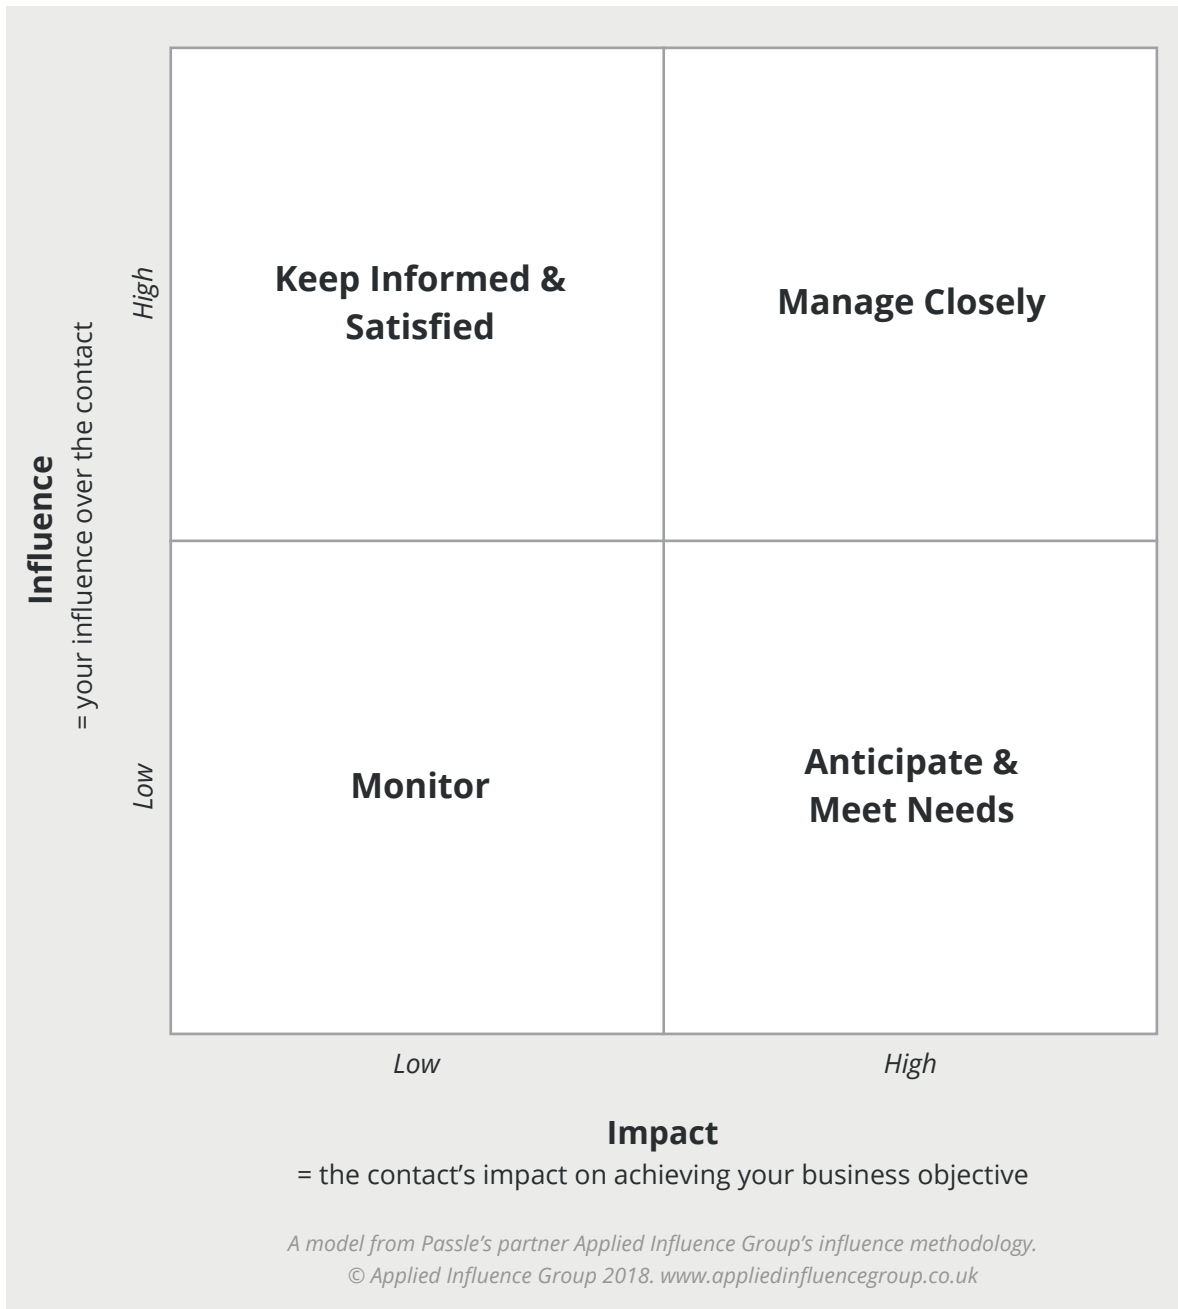 Influence
= your influence over the contact
High
Low
Keep Informed &
Satisfied
Manage Closely
Monitor
Anticipate &
Meet Needs
Low
High
Impact
= the contact’s impact on achieving your business objective
A model from Passle’s partner Applied Influence Group’s influence methodology.
© Applied Influence Group 2018. www.appliedinfluencegroup.co.uk